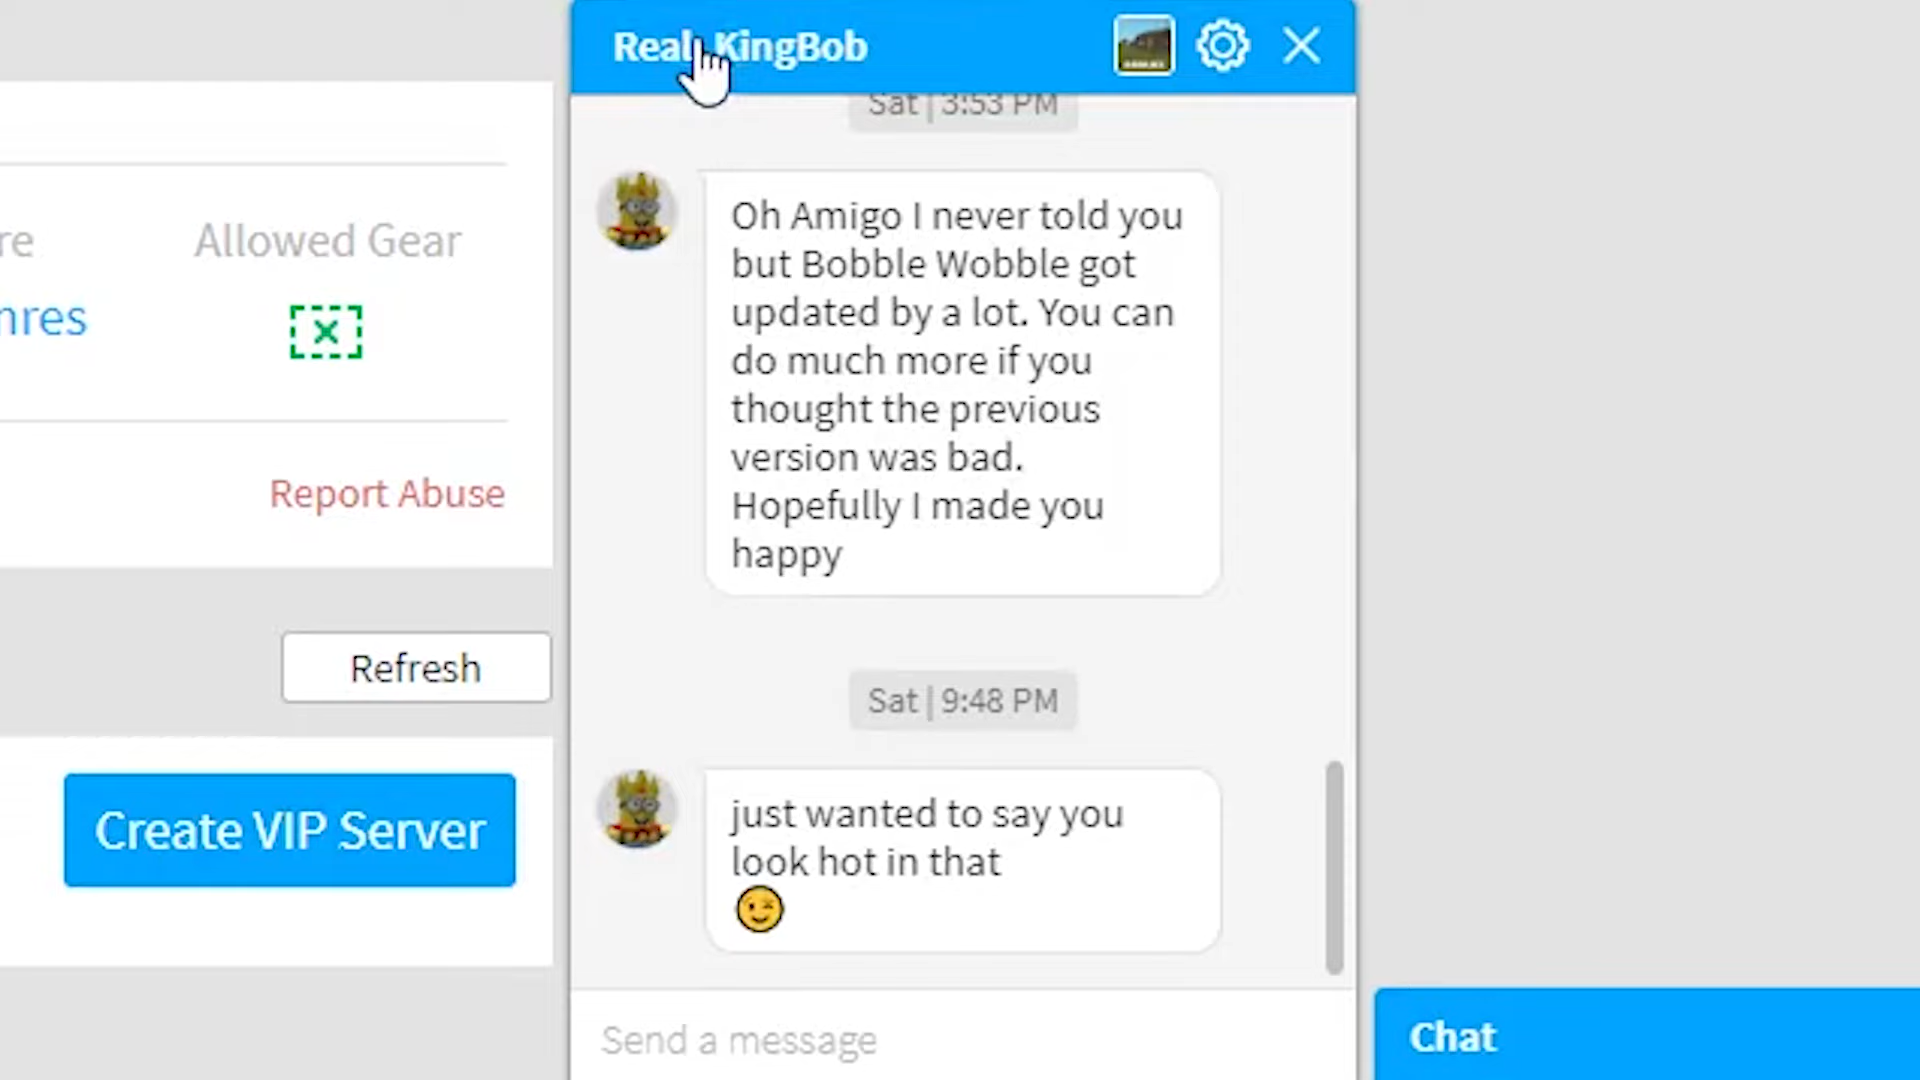 Real_KingBob
Sat | 3:53 PM
Oh Amigo I never told you
but Bobble Wobble got
updated by a lot. You can
do much more if you
thought the previous
version was bad.
Hopefully I made you
happy
Sat | 9:48 PM
just wanted to say you
look hot in that
😉
Send a message
re
Allowed Gear
nres
Report Abuse
Refresh
Create VIP Server
Chat